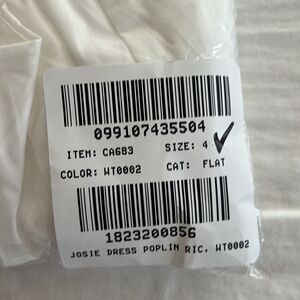 099107435504
ITEM: CA683 SIZE: 4
COLOR: WT0002 CAT: FLAT
1823200856
JOSIE DRESS POPLIN RIC, WT0002